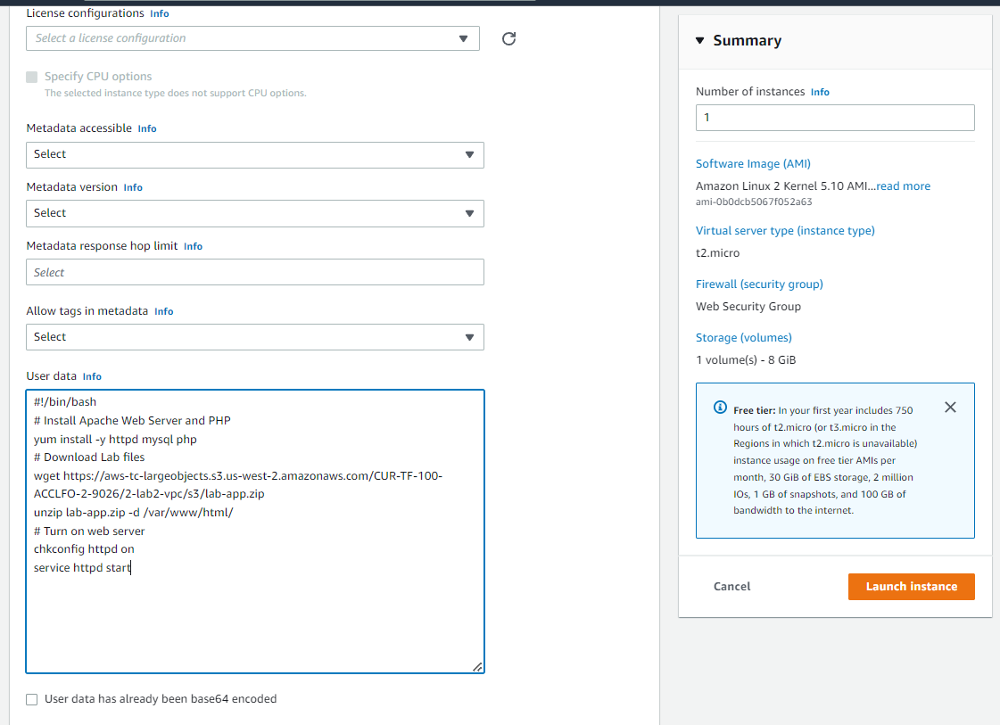 License configurations Info
Select a license configuration
Specify CPU options
The selected instance type does not support CPU options.
Metadata accessible Info
Select
Metadata version Info
Select
Metadata response hop limit Info
Select
Allow tags in metadata Info
Select
User data Info
#!/bin/bash
# Install Apache Web Server and PHP
yum install -y httpd mysql php
# Download Lab files
wget https://aws-tc-largeobjects.s3.us-west-2.amazonaws.com/CUR-TF-100-
ACCLFO-2-9026/2-lab2-vpc/s3/lab-app.zip
unzip lab-app.zip -d /var/www/html/
# Turn on web server
chkconfig httpd on
service httpd start
User data has already been base64 encoded
Summary
Number of instances Info
1
Software Image (AMI)
Amazon Linux 2 Kernel 5.10 AMI...read more
ami-0b0dcb5067f052a63
Virtual server type (instance type)
t2.micro
Firewall (security group)
Web Security Group
Storage (volumes)
1 volume(s) - 8 GiB
Free tier: In your first year includes 750
hours of t2.micro (or t3.micro in the
Regions in which t2.micro is unavailable)
instance usage on free tier AMIs per
month, 30 GiB of EBS storage, 2 million
IOs, 1 GB of snapshots, and 100 GB of
bandwidth to the internet.
Cancel
Launch instance